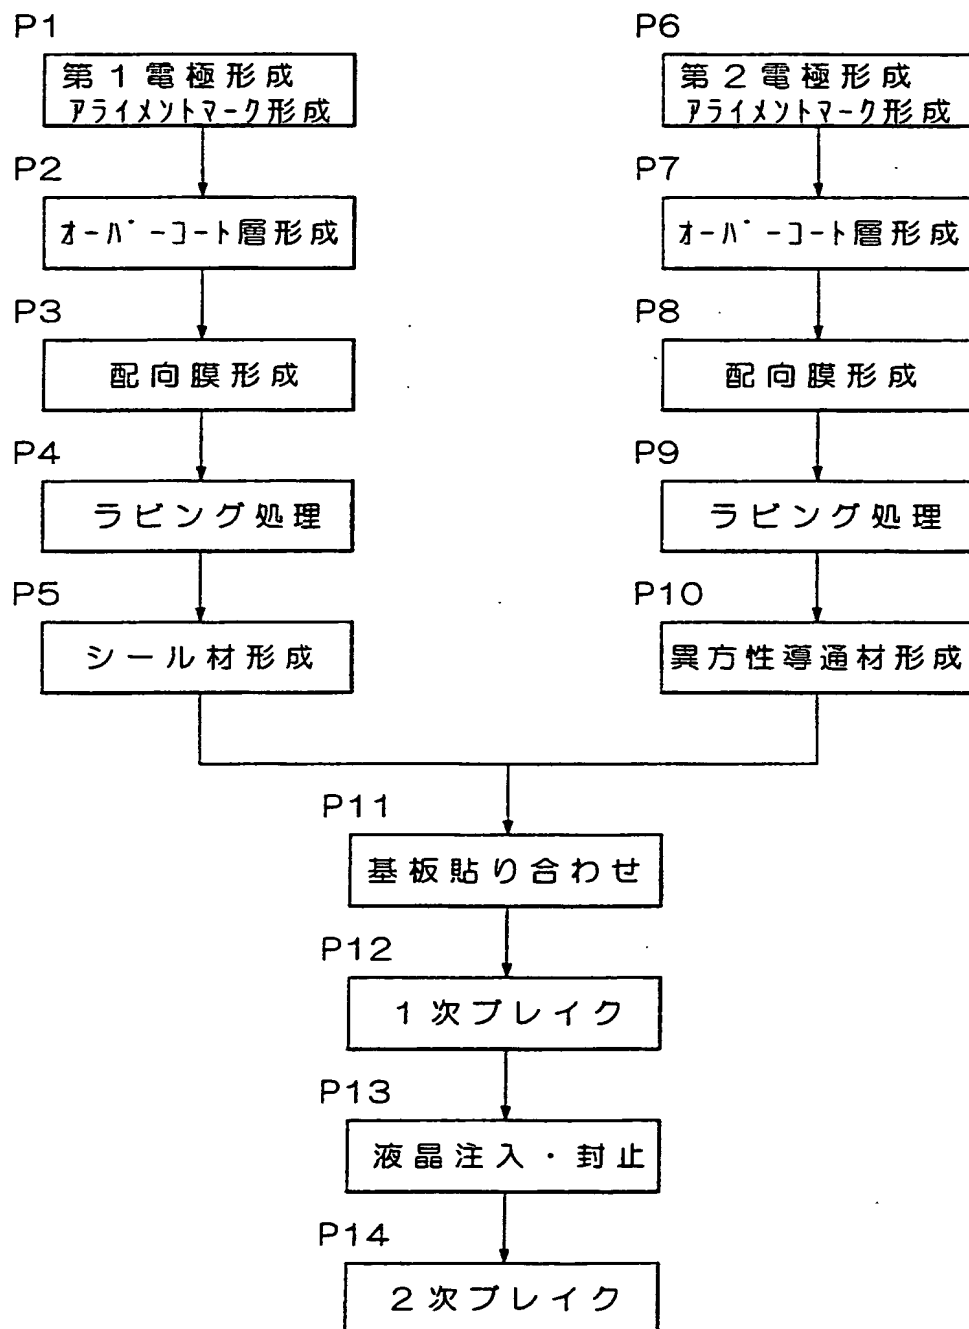 P1
第1電極形成
ｱﾗｲﾒﾝﾄﾏｰｸ形成
P2
ｵｰﾊﾞｰｺｰﾄ層形成
P3
配向膜形成
P4
ラビング処理
P5
シール材形成
P6
第2電極形成
ｱﾗｲﾒﾝﾄﾏｰｸ形成
P7
ｵｰﾊﾞｰｺｰﾄ層形成
P8
配向膜形成
P9
ラビング処理
P10
異方性導通材形成
P11
基板貼り合わせ
P12
1次ブレイク
P13
液晶注入・封止
P14
2次ブレイク